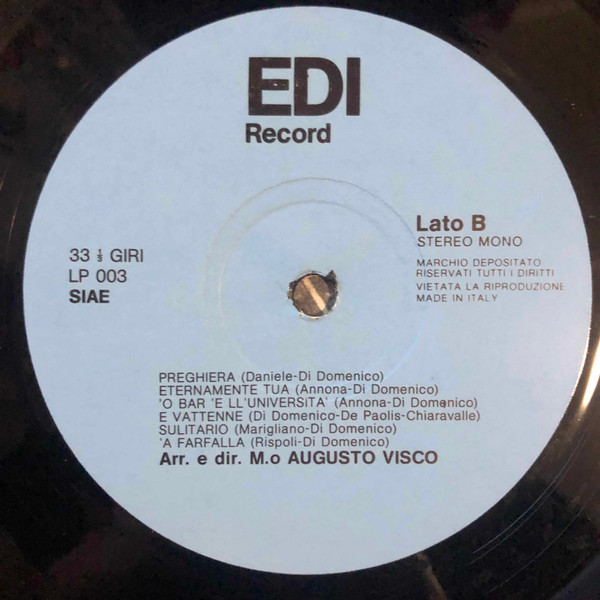 EDI
Record
Lato B
STEREO MONO
33 ⅓ GIRI
LP 003
SIAE
MARCHIO DEPOSITATO
RISERVATI TUTTI I DIRITTI
VIETATA LA RIPRODUZIONE
MADE IN ITALY
PREGHIERA (Daniele-Di Domenico)
ETERNAMENTE TUA (Annona-Di Domenico)
'O BAR 'E LL'UNIVERSITA' (Annona-Di Domenico)
E VATTENNE (Di Domenico-De Paolis-Chiaravalle)
SULITARIO (Marigliano-Di Domenico)
'A FARFALLA (Rispoli-Di Domenico)
Arr. e dir. M.o AUGUSTO VISCO